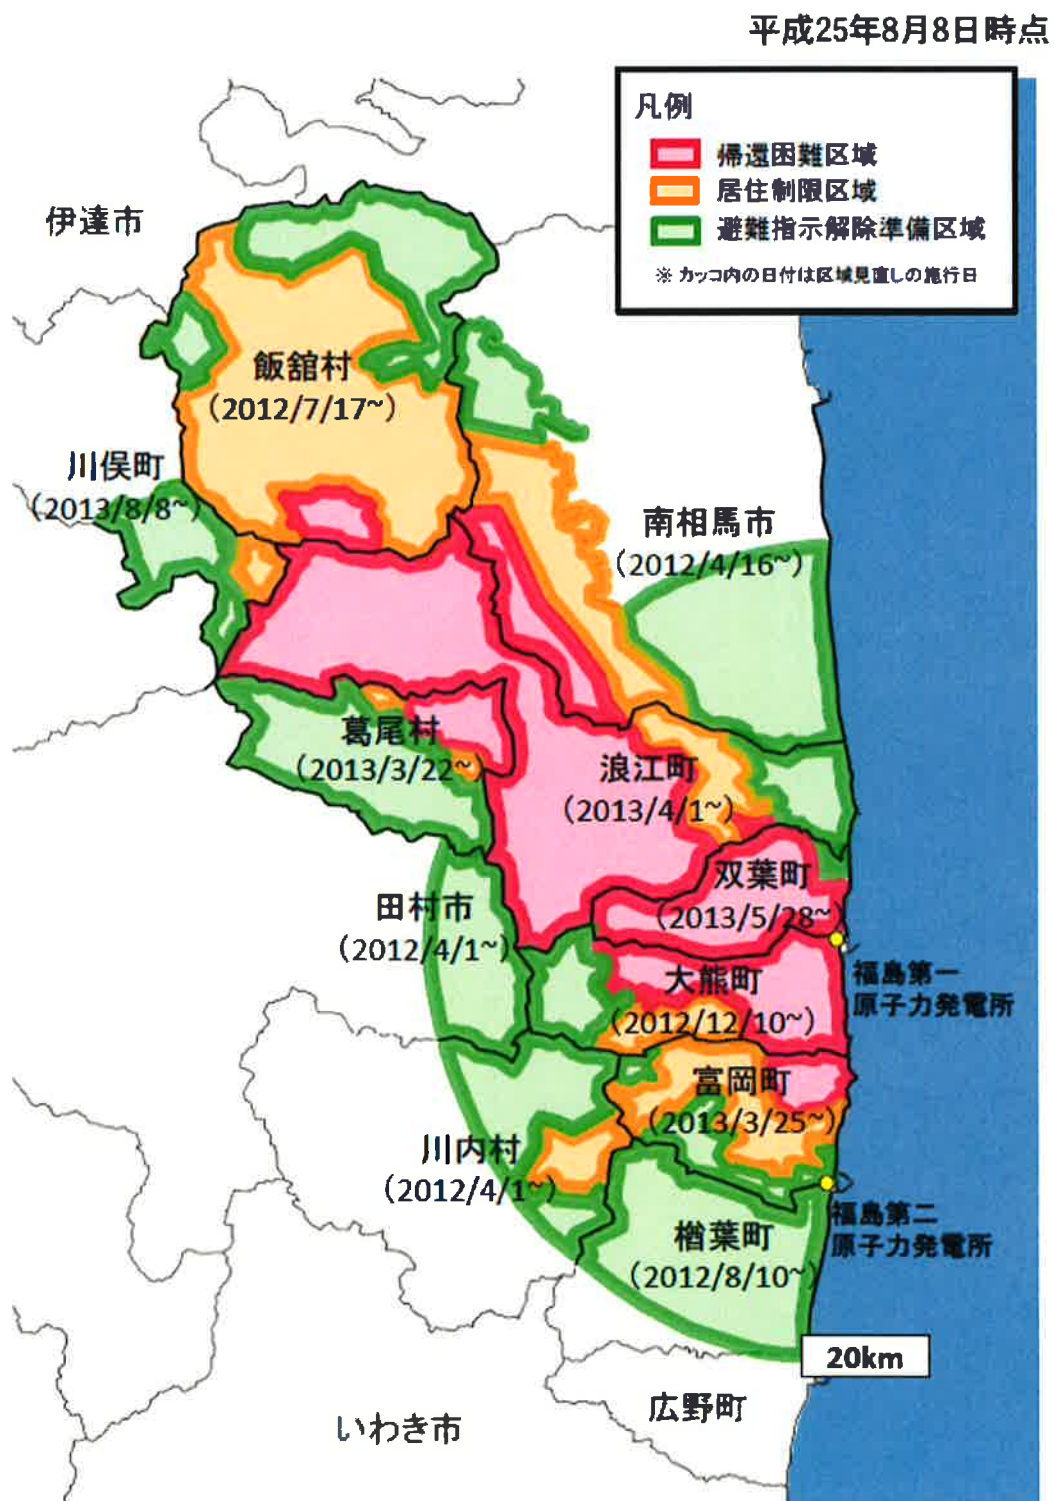 平成25年8月8日時点
凡例
帰還困難区域
居住制限区域
避難指示解除準備区域
※ カッコ内の日付は区域見直しの施行日
伊達市
飯舘村
(2012/7/17~)
川俣町
(2013/8/8~)
南相馬市
(2012/4/16~)
葛尾村
(2013/3/22~)
浪江町
(2013/4/1~)
双葉町
(2013/5/28~)
田村市
(2012/4/1~)
大熊町
(2012/12/10~)
福島第一
原子力発電所
富岡町
(2013/3/25~)
川内村
(2012/4/1~)
福島第二
原子力発電所
楢葉町
(2012/8/10~)
20km
広野町
いわき市